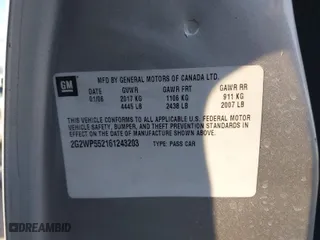 GM
MFD BY GENERAL MOTORS OF CANADA LTD.
DATE GVWR GAWR FRT GAWR RR
01/06 2017 KG 1106 KG 911 KG
4445 LB 2438 LB 2007 LB
THIS VEHICLE CONFORMS TO ALL APPLICABLE U.S. FEDERAL MOTOR
VEHICLE SAFETY, BUMPER, AND THEFT PREVENTION STANDARDS IN
EFFECT ON THE DATE OF MANUFACTURE SHOWN ABOVE.
2G2WP552161243203 TYPE: PASS CAR
DREAMBID